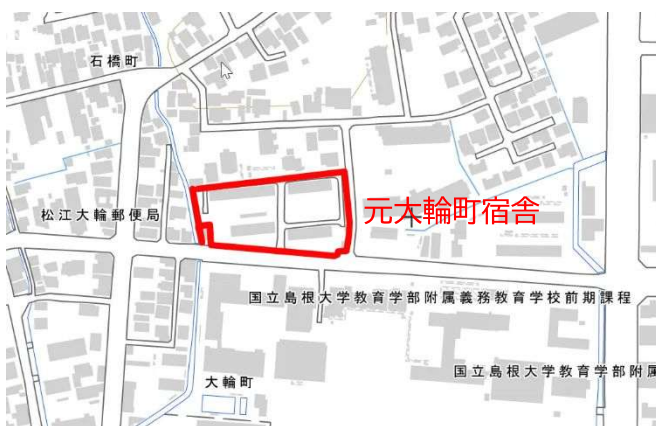 石橋町
元大輪町宿舎
松江大輪郵便局
国立島根大学教育学部附属義務教育学校前期課程
国立島根大学教育学部附属
大輪町